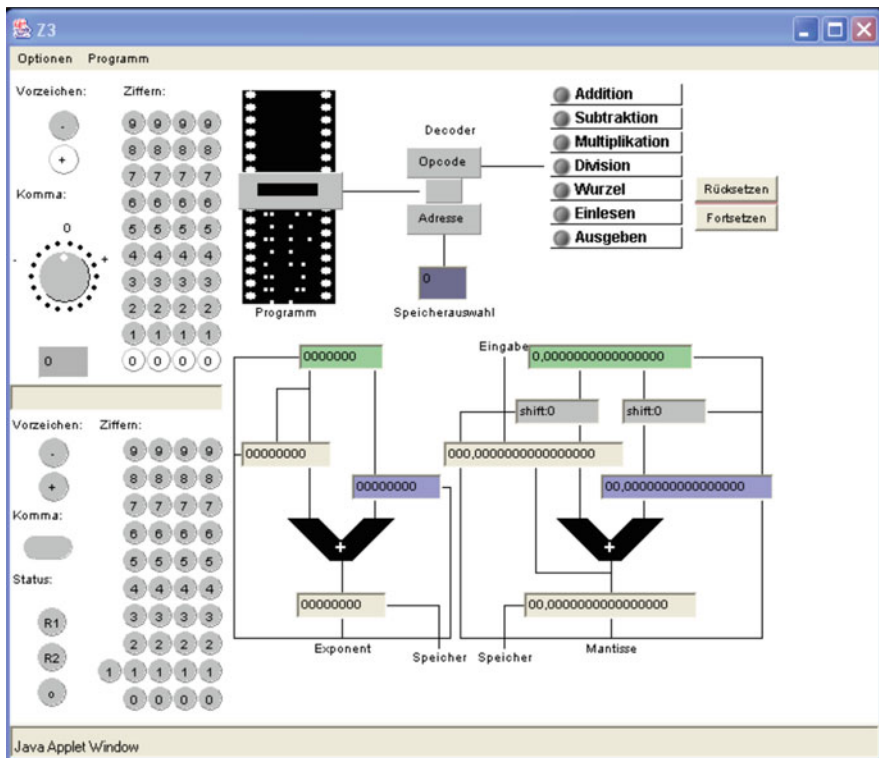 Z3
Optionen Programm
Vorzeichen: Ziffern:
-
+
9 9 9 9
8 8 8 8
7 7 7 7
6 6 6 6
5 5 5 5
4 4 4 4
3 3 3 3
2 2 2 2
1 1 1 1
0 0 0 0
Komma:
0
- +
0
Programm
Decoder
Opcode
Adresse
0
Speicherauswahl
Addition
Subtraktion
Multiplikation
Division
Wurzel
Einlesen
Ausgeben
Rücksetzen
Fortsetzen
Vorzeichen: Ziffern:
-
+
9 9 9 9
8 8 8 8
7 7 7 7
6 6 6 6
5 5 5 5
4 4 4 4
3 3 3 3
2 2 2 2
1 1 1 1 1
0 0 0 0
Komma:
Status:
R1
R2
o
0000000
00000000
00000000
+
00000000
Exponent
Speicher
Eingabe
0,0000000000000000
shift:0 shift:0
000,0000000000000000
00,0000000000000000
+
00,0000000000000000
Speicher
Mantisse
Java Applet Window